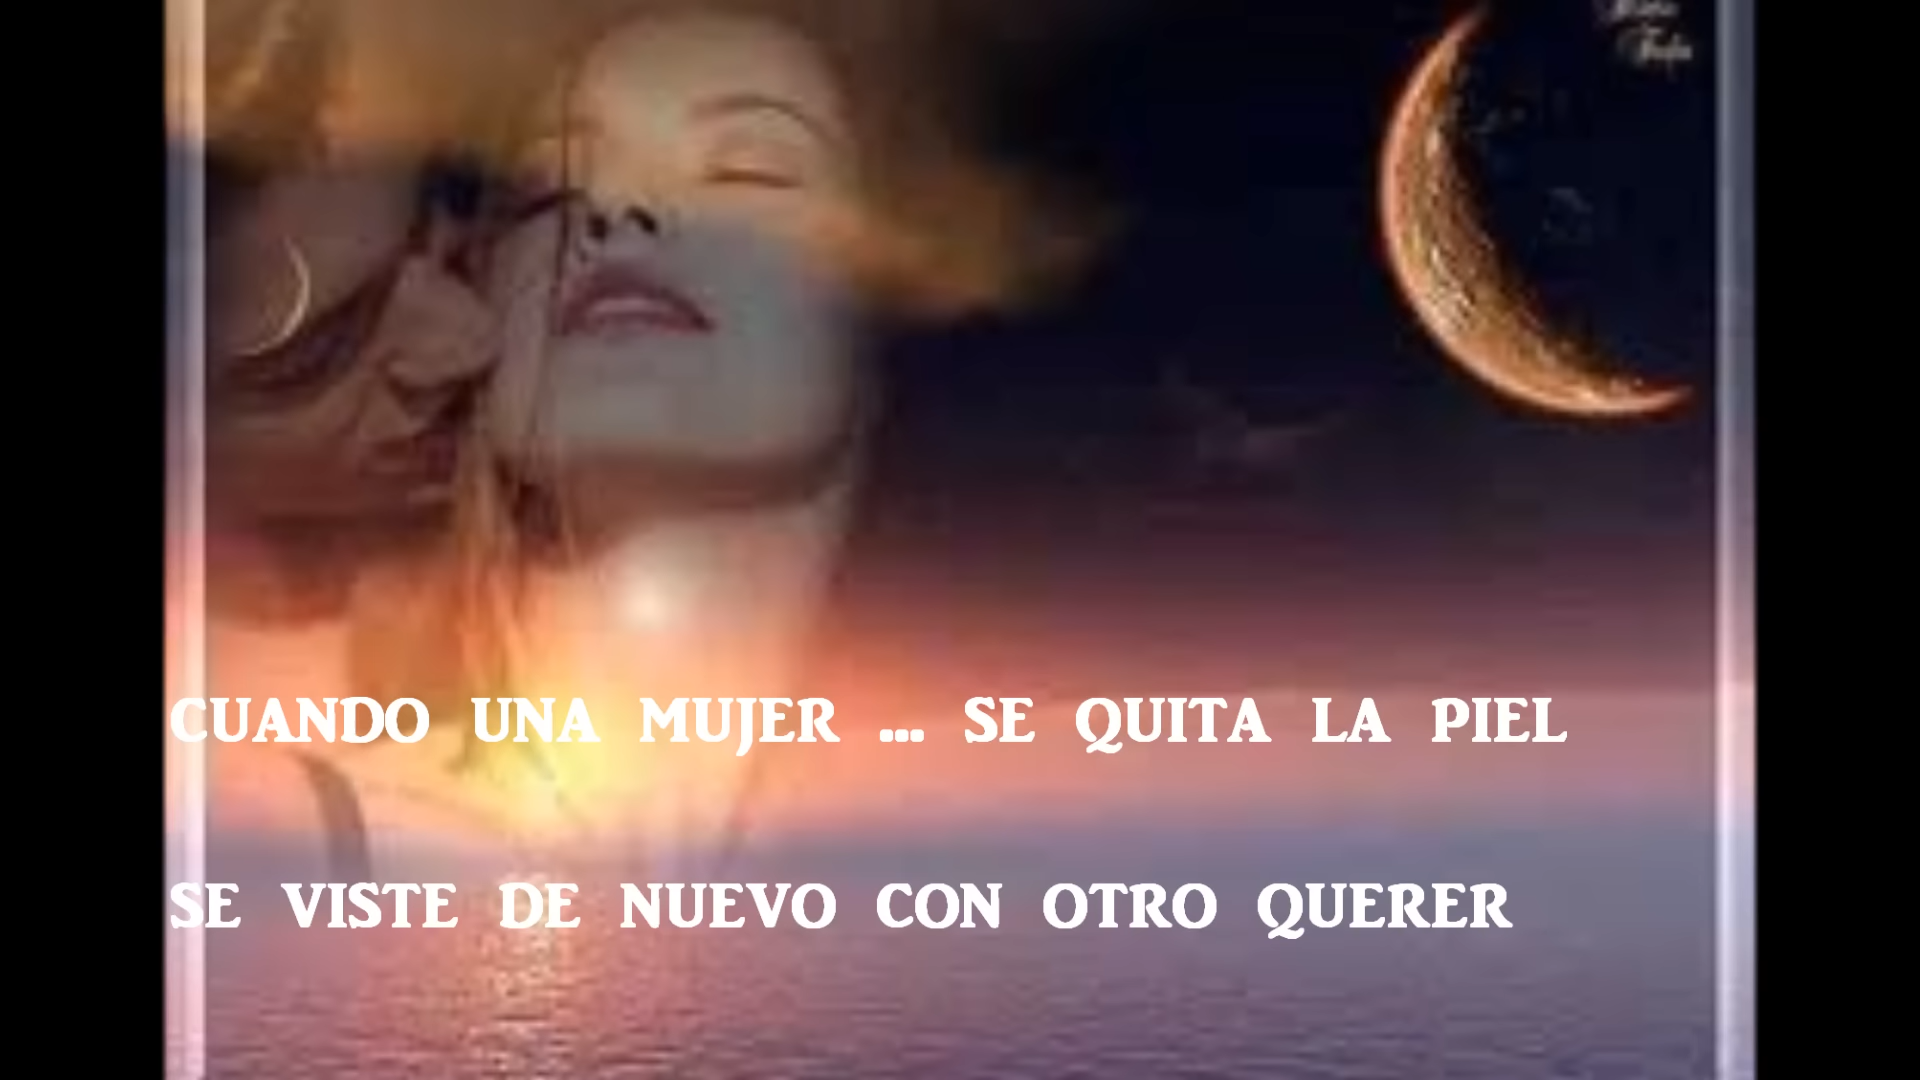 CUANDO UNA MUJER ... SE QUITA LA PIEL
SE VISTE DE NUEVO CON OTRO QUERER